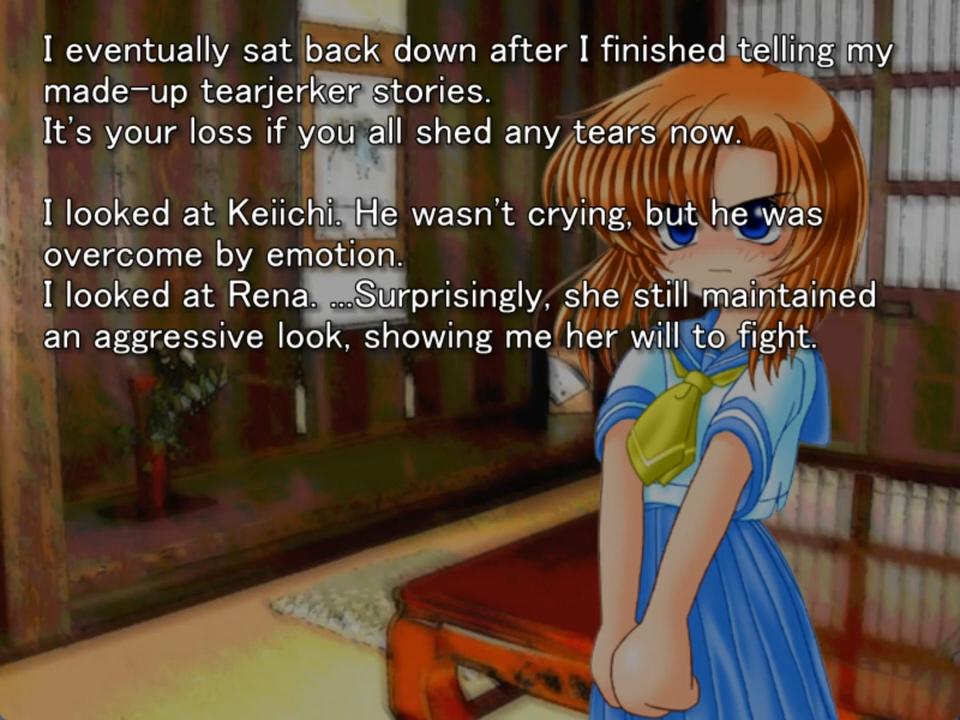 I eventually sat back down after I finished telling my
made-up tearjerker stories.
It's your loss if you all shed any tears now.
I looked at Keiichi. He wasn't crying, but he was
overcome by emotion.
I looked at Rena. ...Surprisingly, she still maintained
an aggressive look, showing me her will to fight.